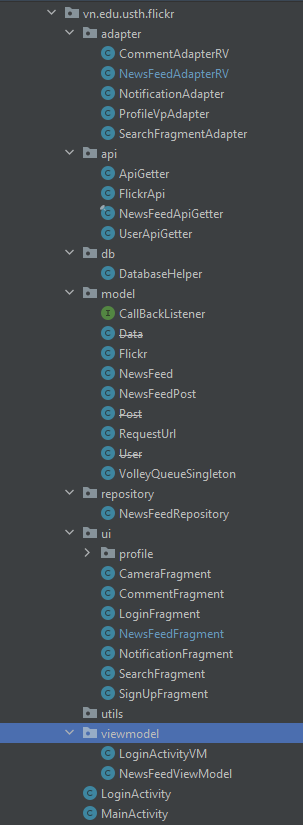 vn.edu.usth.flickr
adapter
C CommentAdapterRV
C NewsFeedAdapterRV
C NotificationAdapter
C ProfileVpAdapter
C SearchFragmentAdapter
api
C ApiGetter
C FlickrApi
C NewsFeedApiGetter
C UserApiGetter
db
C DatabaseHelper
model
I CallBackListener
C Data
C Flickr
C NewsFeed
C NewsFeedPost
C Post
C RequestUrl
C User
C VolleyQueueSingleton
repository
C NewsFeedRepository
ui
profile
C CameraFragment
C CommentFragment
C LoginFragment
C NewsFeedFragment
C NotificationFragment
C SearchFragment
C SignUpFragment
utils
viewmodel
C LoginActivityVM
C NewsFeedViewModel
C LoginActivity
C MainActivity